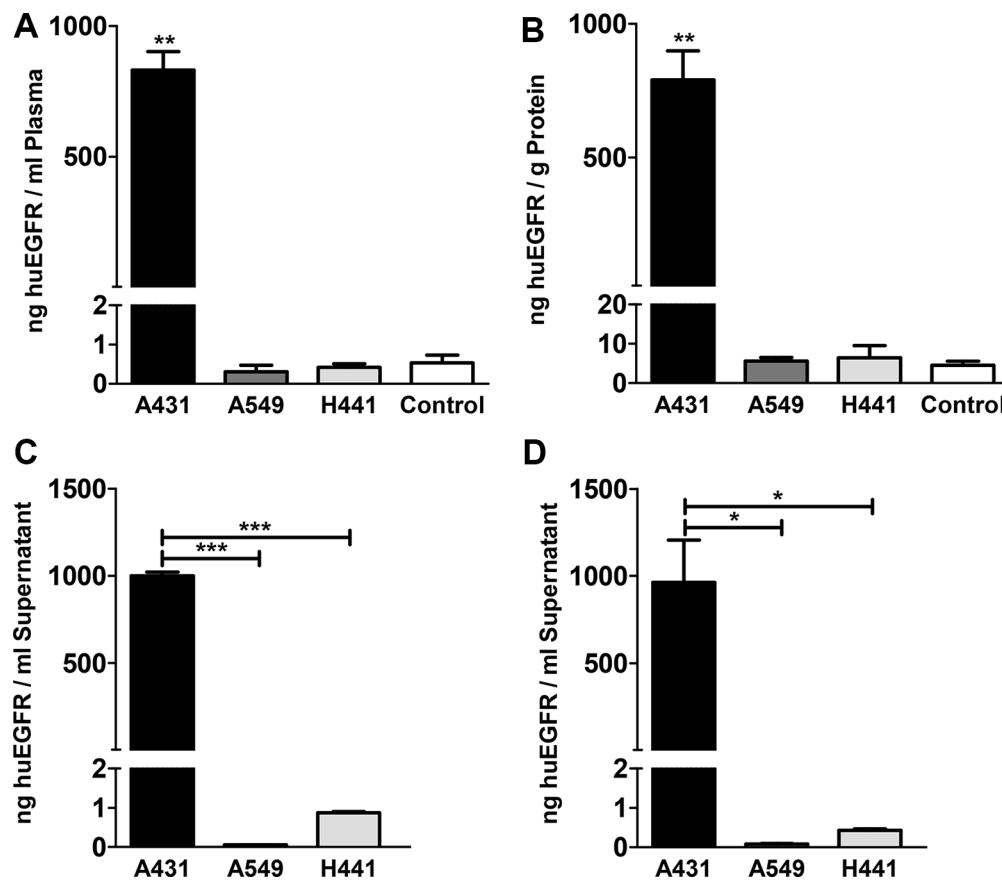 A
ng huEGFR / ml Plasma
1000
500
2
1
0
**
A431 A549 H441 Control
B
ng huEGFR / g Protein
1000
500
20
10
0
**
A431 A549 H441 Control
C
ng huEGFR / ml Supernatant
1500
1000
500
2
1
0
***
***
A431 A549 H441
D
ng huEGFR / ml Supernatant
1500
1000
500
2
1
0
*
*
A431 A549 H441